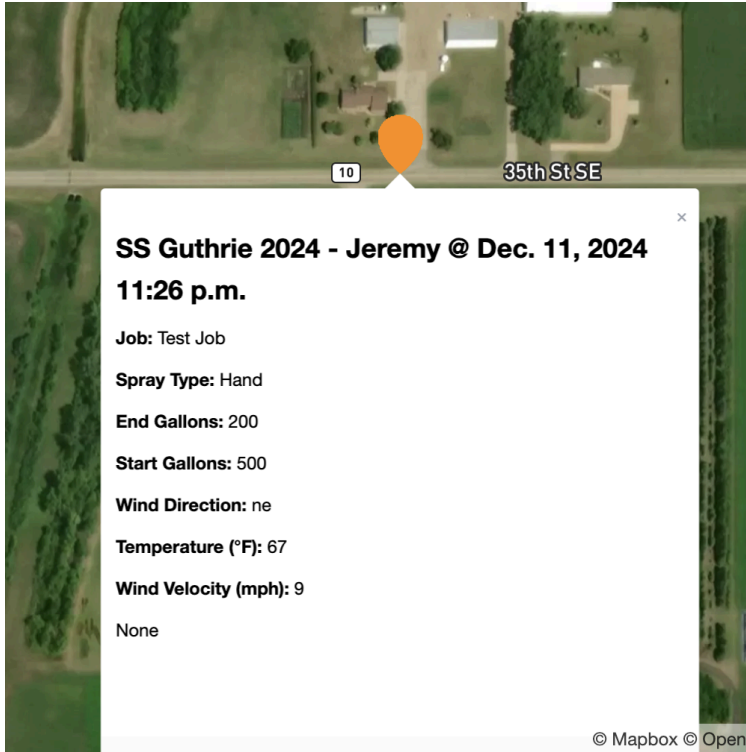 10
35th St SE
×
SS Guthrie 2024 - Jeremy @ Dec. 11, 2024
11:26 p.m.
Job: Test Job
Spray Type: Hand
End Gallons: 200
Start Gallons: 500
Wind Direction: ne
Temperature (°F): 67
Wind Velocity (mph): 9
None
© Mapbox © Open